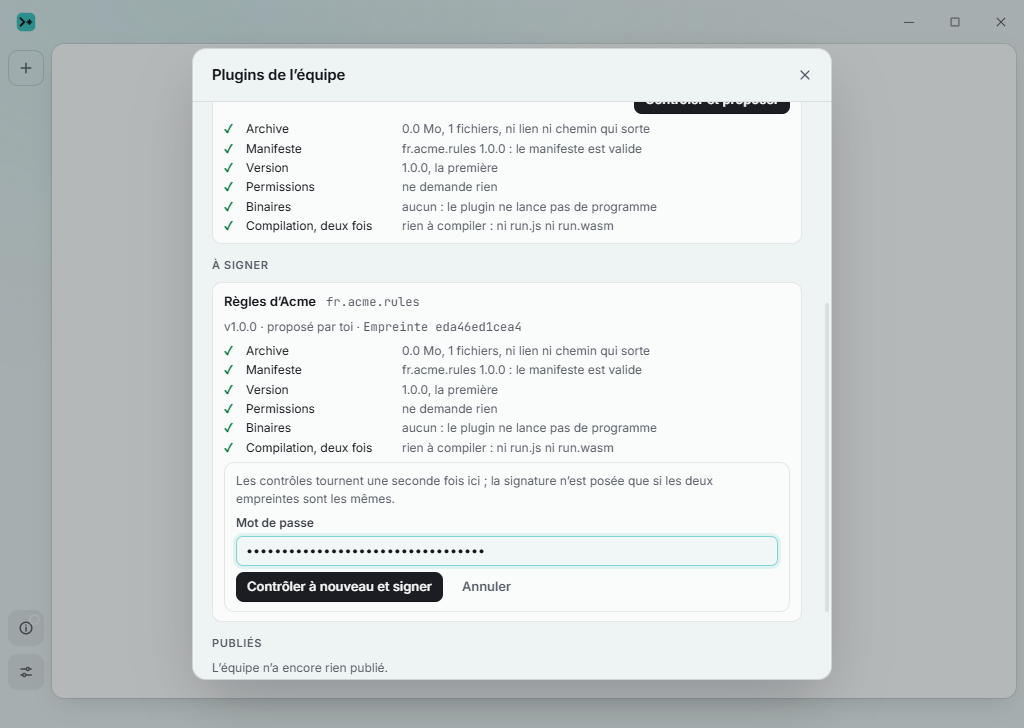 Plugins de l’équipe
Contrôler et proposer
✓ Archive 0.0 Mo, 1 fichiers, ni lien ni chemin qui sorte
✓ Manifeste fr.acme.rules 1.0.0 : le manifeste est valide
✓ Version 1.0.0, la première
✓ Permissions ne demande rien
✓ Binaires aucun : le plugin ne lance pas de programme
✓ Compilation, deux fois rien à compiler : ni run.js ni run.wasm
À SIGNER
Règles d’Acme fr.acme.rules
v1.0.0 · proposé par toi · Empreinte eda46ed1cea4
✓ Archive 0.0 Mo, 1 fichiers, ni lien ni chemin qui sorte
✓ Manifeste fr.acme.rules 1.0.0 : le manifeste est valide
✓ Version 1.0.0, la première
✓ Permissions ne demande rien
✓ Binaires aucun : le plugin ne lance pas de programme
✓ Compilation, deux fois rien à compiler : ni run.js ni run.wasm
Les contrôles tournent une seconde fois ici ; la signature n’est posée que si les deux
empreintes sont les mêmes.
Mot de passe
••••••••••••••••••••••••••••••••••
Contrôler à nouveau et signer Annuler
PUBLIÉS
L’équipe n’a encore rien publié.